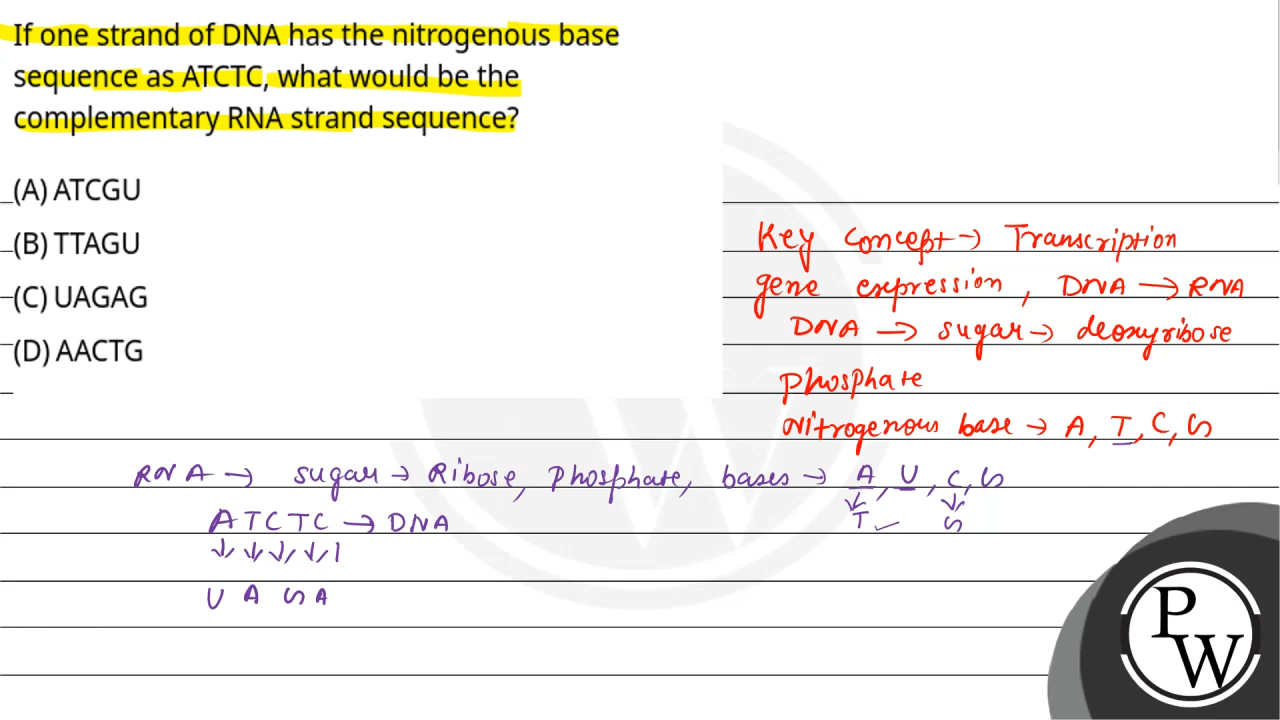 If one strand of DNA has the nitrogenous base
sequence as ATCTC, what would be the
complementary RNA strand sequence?
(A) ATCGU
(B) TTAGU
(C) UAGAG
(D) AACTG
Key concept → Transcription
gene expression, DNA → RNA
DNA → sugar → deoxyribose
Phosphate
Nitrogenous base → A, T, C, G
RNA → sugar → Ribose, Phosphate, bases → A, U, C, G
T G
ATCTC → DNA
U A G A
P
W